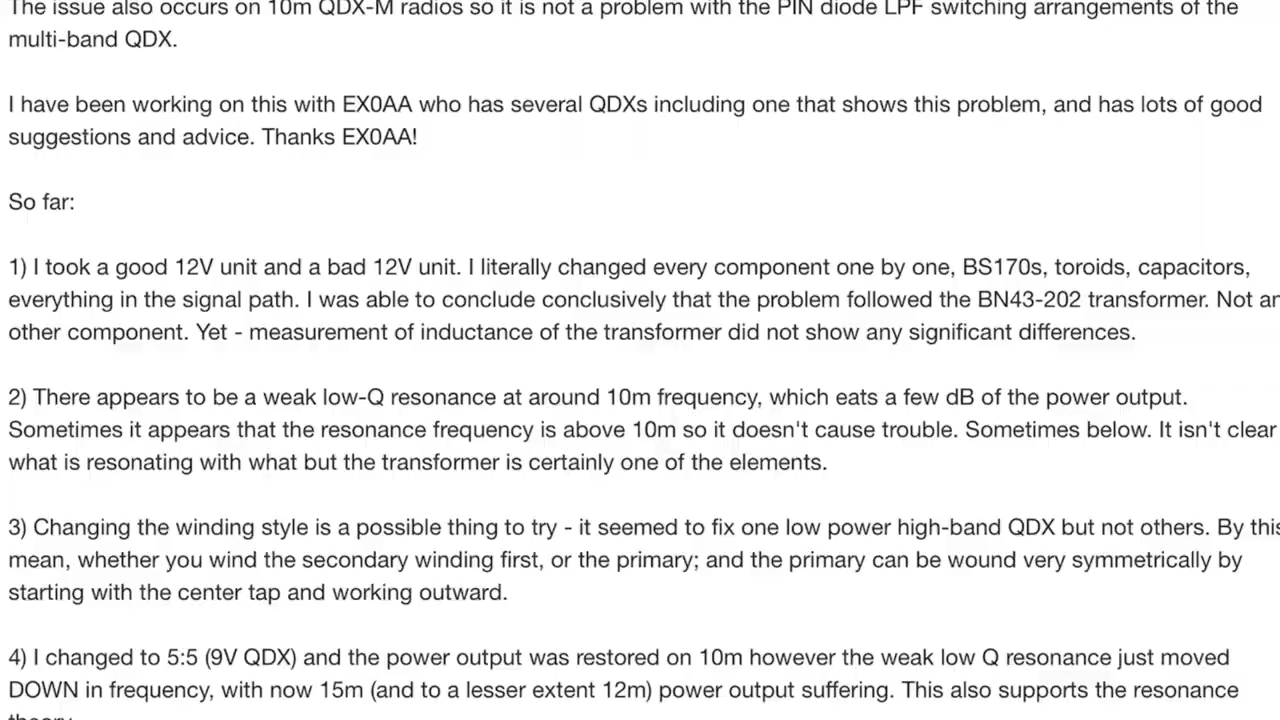 The issue also occurs on 10m QDX-M radios so it is not a problem with the PIN diode LPF switching arrangements of the
multi-band QDX.
I have been working on this with EX0AA who has several QDXs including one that shows this problem, and has lots of good
suggestions and advice. Thanks EX0AA!
So far:
1) I took a good 12V unit and a bad 12V unit. I literally changed every component one by one, BS170s, toroids, capacitors,
everything in the signal path. I was able to conclude conclusively that the problem followed the BN43-202 transformer. Not
other component. Yet - measurement of inductance of the transformer did not show any significant differences.
2) There appears to be a weak low-Q resonance at around 10m frequency, which eats a few dB of the power output.
Sometimes it appears that the resonance frequency is above 10m so it doesn't cause trouble. Sometimes below. It isn't clear
what is resonating with what but the transformer is certainly one of the elements.
3) Changing the winding style is a possible thing to try - it seemed to fix one low power high-band QDX but not others. By this
mean, whether you wind the secondary winding first, or the primary; and the primary can be wound very symmetrically by
starting with the center tap and working outward.
4) I changed to 5:5 (9V QDX) and the power output was restored on 10m however the weak low Q resonance just moved
DOWN in frequency, with now 15m (and to a lesser extent 12m) power output suffering. This also supports the resonance